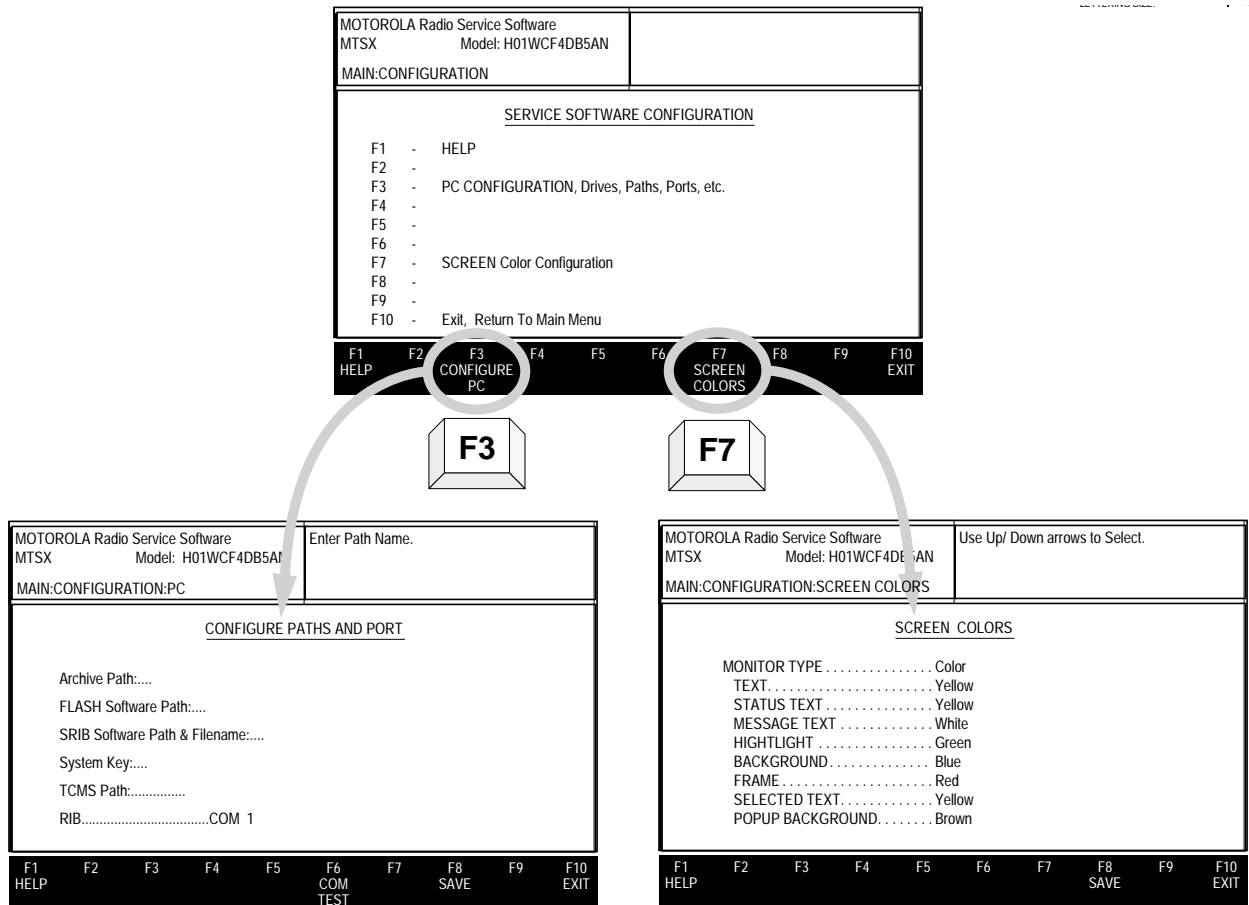 MOTOROLA Radio Service Software
MTSX Model: H01WCF4DB5AN
MAIN:CONFIGURATION
SERVICE SOFTWARE CONFIGURATION
F1 - HELP
F2 -
F3 - PC CONFIGURATION, Drives, Paths, Ports, etc.
F4 -
F5 -
F6 -
F7 - SCREEN Color Configuration
F8 -
F9 -
F10 - Exit, Return To Main Menu
F1 F2 F3 F4 F5 F6 F7 F8 F9 F10
HELP CONFIGURE SCREEN EXIT
PC COLORS
F3
F7
MOTOROLA Radio Service Software
MTSX Model: H01WCF4DB5AN
MAIN:CONFIGURATION:PC
Enter Path Name.
CONFIGURE PATHS AND PORT
Archive Path:....
FLASH Software Path:....
SRIB Software Path & Filename:....
System Key:....
TCMS Path:...............
RIB...................................COM 1
F1 F2 F3 F4 F5 F6 F7 F8 F9 F10
HELP COM SAVE EXIT
TEST
MOTOROLA Radio Service Software
MTSX Model: H01WCF4DB5AN
MAIN:CONFIGURATION:SCREEN COLORS
Use Up/ Down arrows to Select.
SCREEN COLORS
MONITOR TYPE . . . . . . . . . . . . . . . Color
TEXT. . . . . . . . . . . . . . . . . . . . . . . Yellow
STATUS TEXT . . . . . . . . . . . . . . . Yellow
MESSAGE TEXT . . . . . . . . . . . . . White
HIGHTLIGHT . . . . . . . . . . . . . . . . Green
BACKGROUND. . . . . . . . . . . . . . Blue
FRAME. . . . . . . . . . . . . . . . . . . . . Red
SELECTED TEXT. . . . . . . . . . . . . Yellow
POPUP BACKGROUND. . . . . . . . Brown
F1 F2 F3 F4 F5 F6 F7 F8 F9 F10
HELP SAVE EXIT